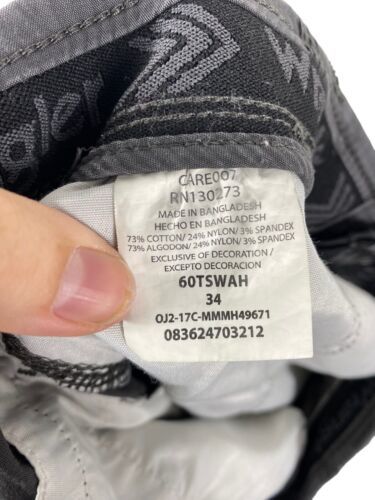 CARE007
RN130273
MADE IN BANGLADESH
HECHO EN BANGLADESH
73% COTTON/ 24% NYLON/ 3% SPANDEX
73% ALGODON/ 24% NYLON/ 3% SPANDEX
EXCLUSIVE OF DECORATION /
EXCEPTO DECORACION
60TSWAH
34
OJ2-17C-MMMH49671
083624703212